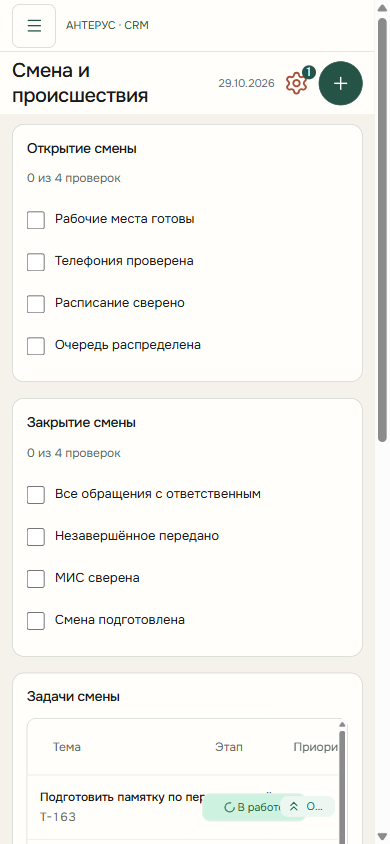 АНТЕРУС · CRM
Смена и
происшествия
29.10.2026
1
Открытие смены
0 из 4 проверок
Рабочие места готовы
Телефония проверена
Расписание сверено
Очередь распределена
Закрытие смены
0 из 4 проверок
Все обращения с ответственным
Незавершённое передано
МИС сверена
Смена подготовлена
Задачи смены
Тема Этап Приори
Подготовить памятку по
Т-163
В работе
О...